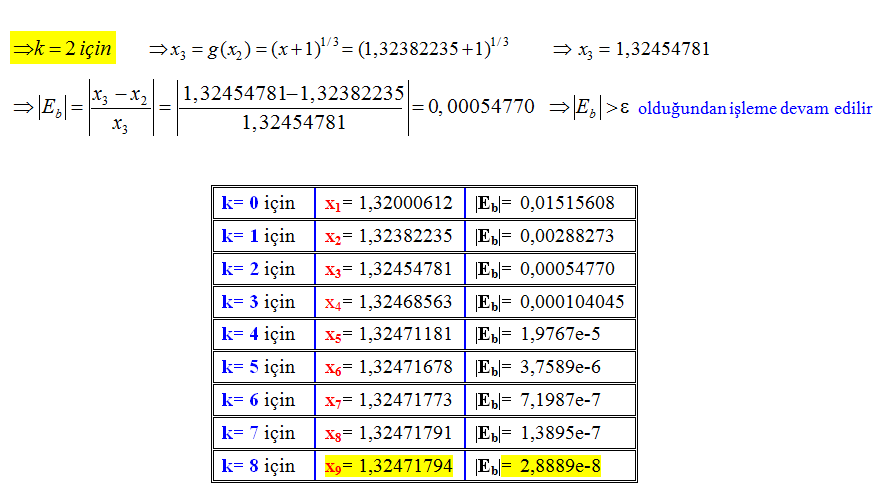 ⇒k = 2 için ⇒x₃ = g(x₂) = (x+1)^1/3 = (1,32382235+1)^1/3 ⇒ x₃ = 1,32454781
⇒|E_b| = |(x₃ − x₂)/x₃| = |(1,32454781−1,32382235)/1,32454781| = 0,00054770 ⇒|E_b| > ε olduğundan işleme devam edilir
k= 0 için x₁= 1,32000612 |E_b|= 0,01515608
k= 1 için x₂= 1,32382235 |E_b|= 0,00288273
k= 2 için x₃= 1,32454781 |E_b|= 0,00054770
k= 3 için x₄= 1,32468563 |E_b|= 0,000104045
k= 4 için x₅= 1,32471181 |E_b|= 1,9767e-5
k= 5 için x₆= 1,32471678 |E_b|= 3,7589e-6
k= 6 için x₇= 1,32471773 |E_b|= 7,1987e-7
k= 7 için x₈= 1,32471791 |E_b|= 1,3895e-7
k= 8 için x₉= 1,32471794 |E_b|= 2,8889e-8